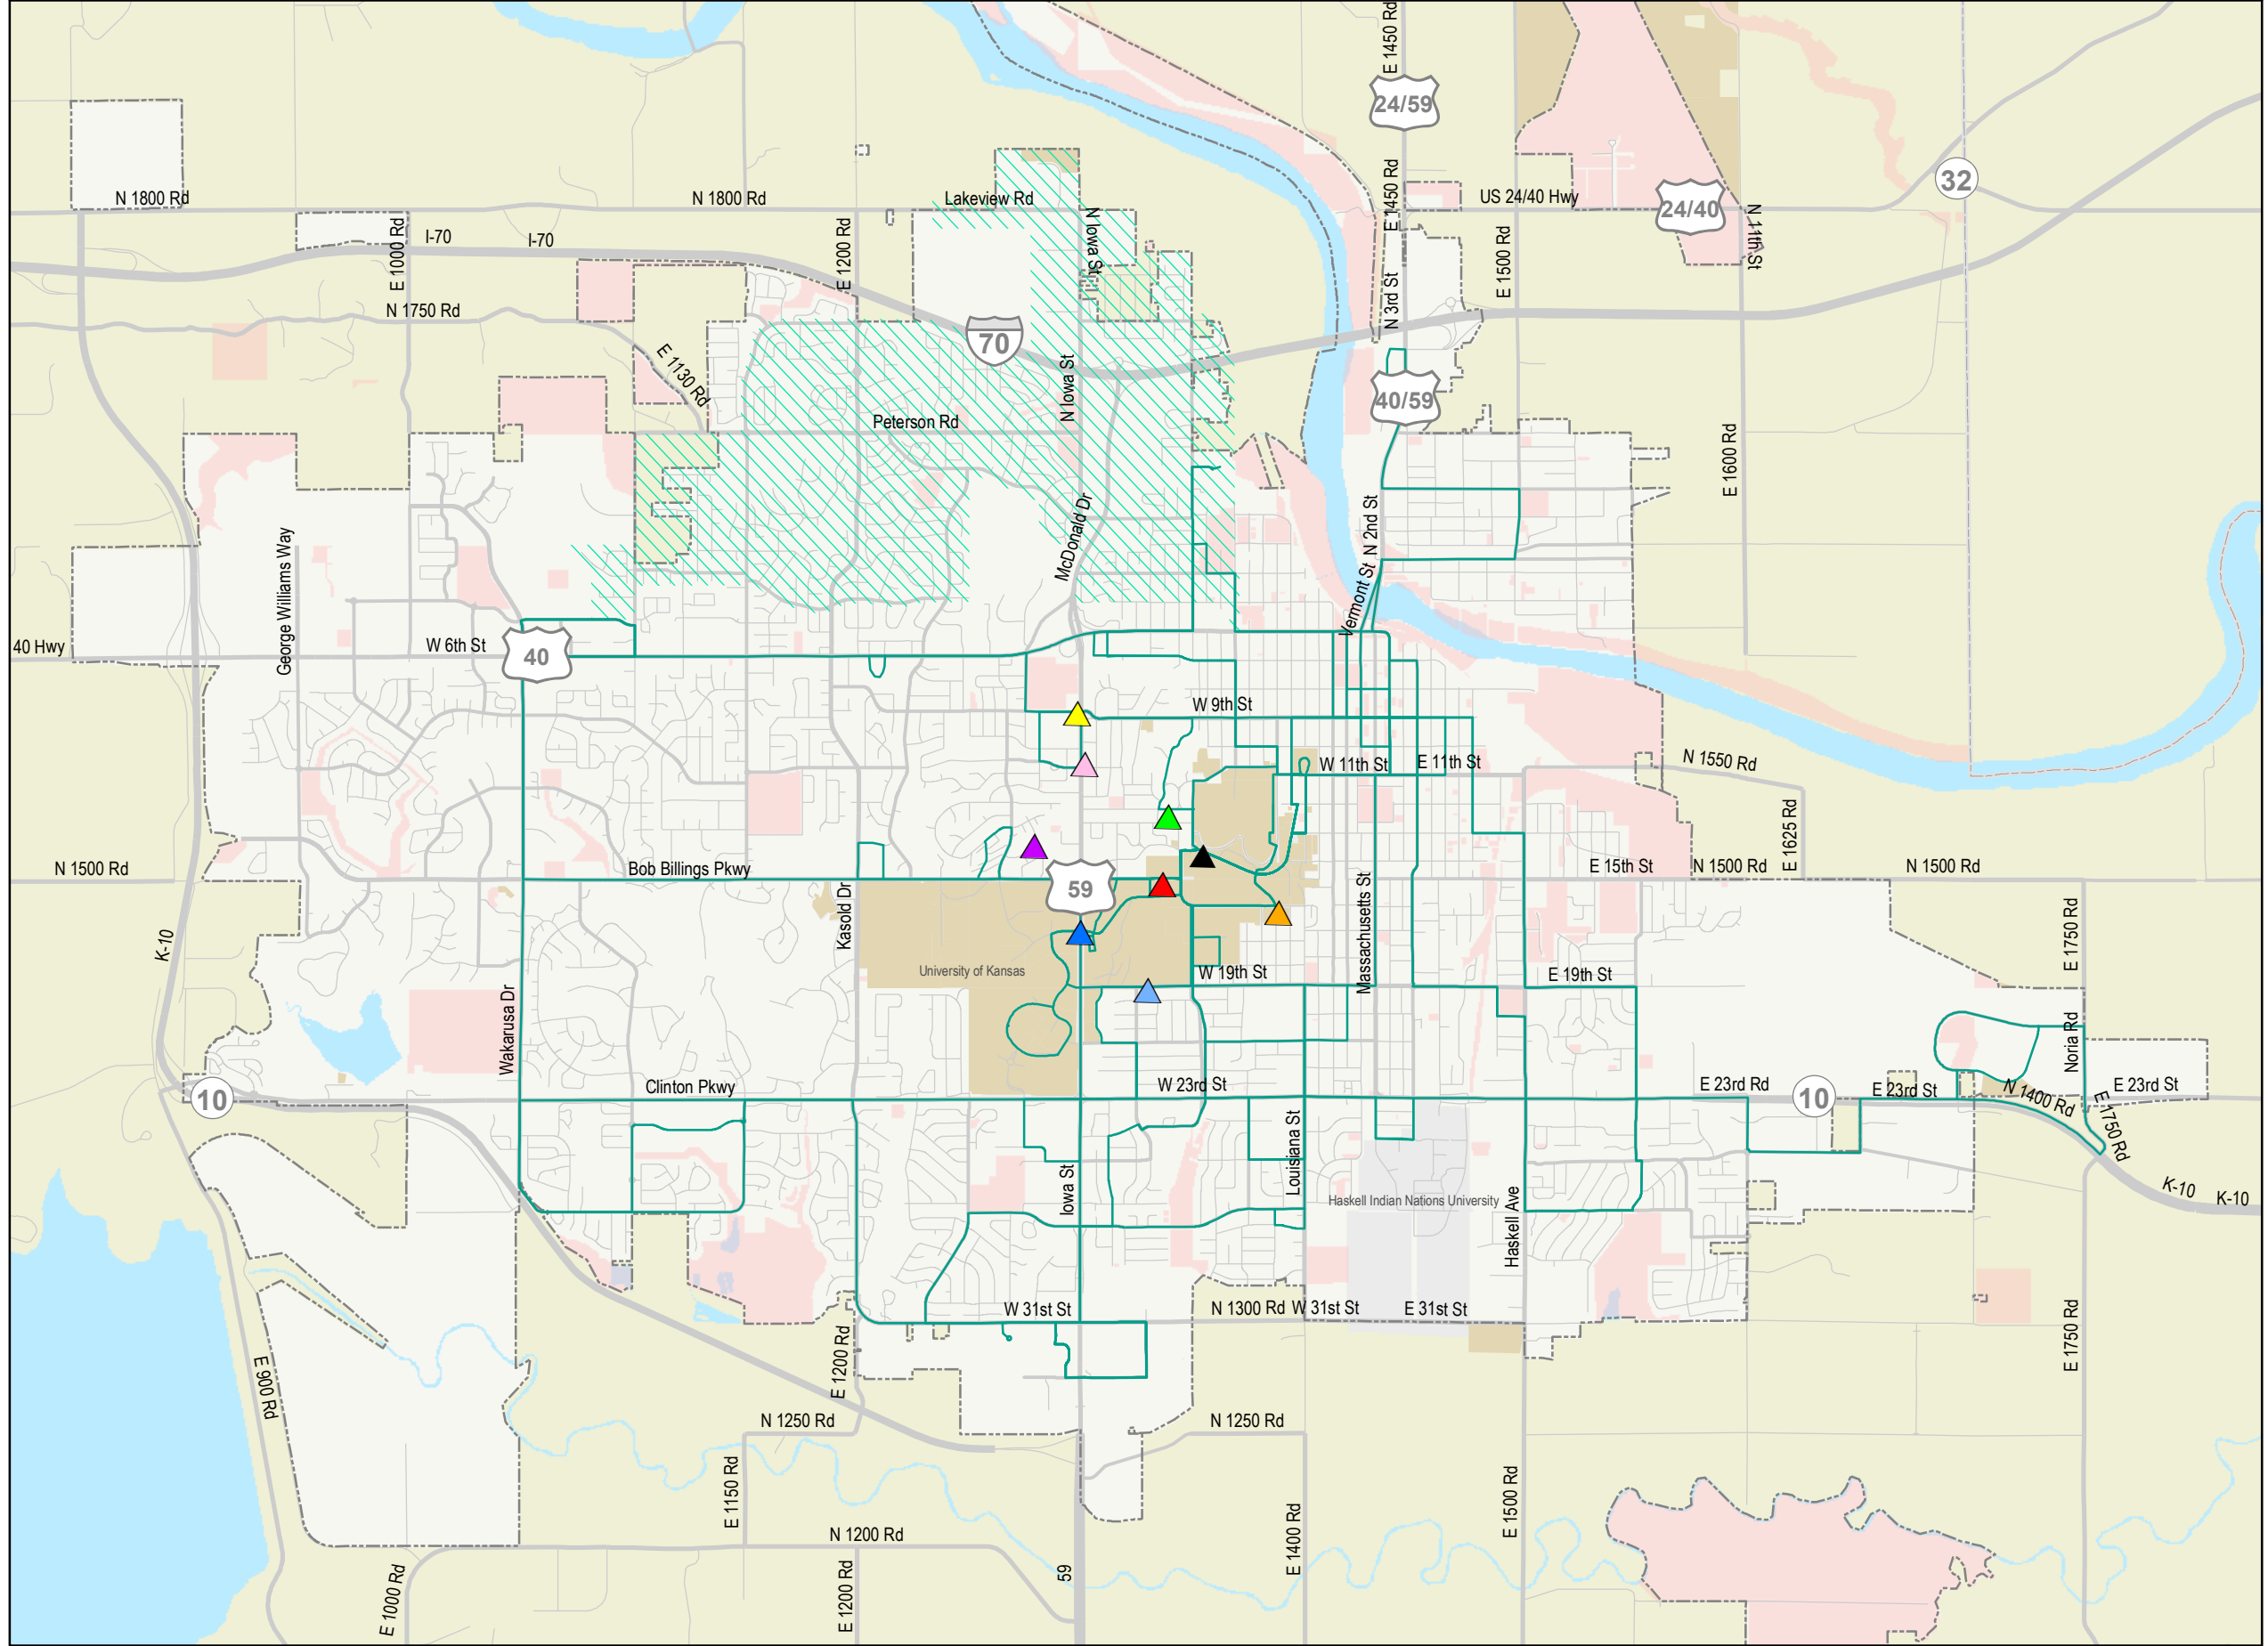 E 1450 Rd
24/59
32
N 1800 Rd
N 1800 Rd
Lakeview Rd
E 1450 Rd
US 24/40 Hwy
24/40
N 11th St
E 1000 Rd
I-70
I-70
E 1200 Rd
N Iowa St
N 3rd St
E 1500 Rd
N 1750 Rd
70
E 1130 Rd
N Iowa St
40/59
Peterson Rd
E 1600 Rd
McDonald Dr
N 2nd St
George Williams Way
Vermont St
40 Hwy
W 6th St
40
W 9th St
W 11th St
E 11th St
N 1550 Rd
E 1625 Rd
N 1500 Rd
Bob Billings Pkwy
59
E 15th St
N 1500 Rd
N 1500 Rd
K-10
Kasold Dr
Massachusetts St
E 1750 Rd
University of Kansas
W 19th St
E 19th St
Wakarusa Dr
Noria Rd
10
Clinton Pkwy
W 23rd St
E 23rd Rd
10
E 23rd St
N 1400 Rd
E 23rd St
E 1750 Rd
Iowa St
Louisiana St
Haskell Indian Nations University
Haskell Ave
K-10
K-10
W 31st St
N 1300 Rd
W 31st St
E 31st St
E 900 Rd
E 1200 Rd
E 1750 Rd
N 1250 Rd
N 1250 Rd
E 1150 Rd
E 1500 Rd
N 1200 Rd
E 1400 Rd
E 1000 Rd
E 1200 Rd
59